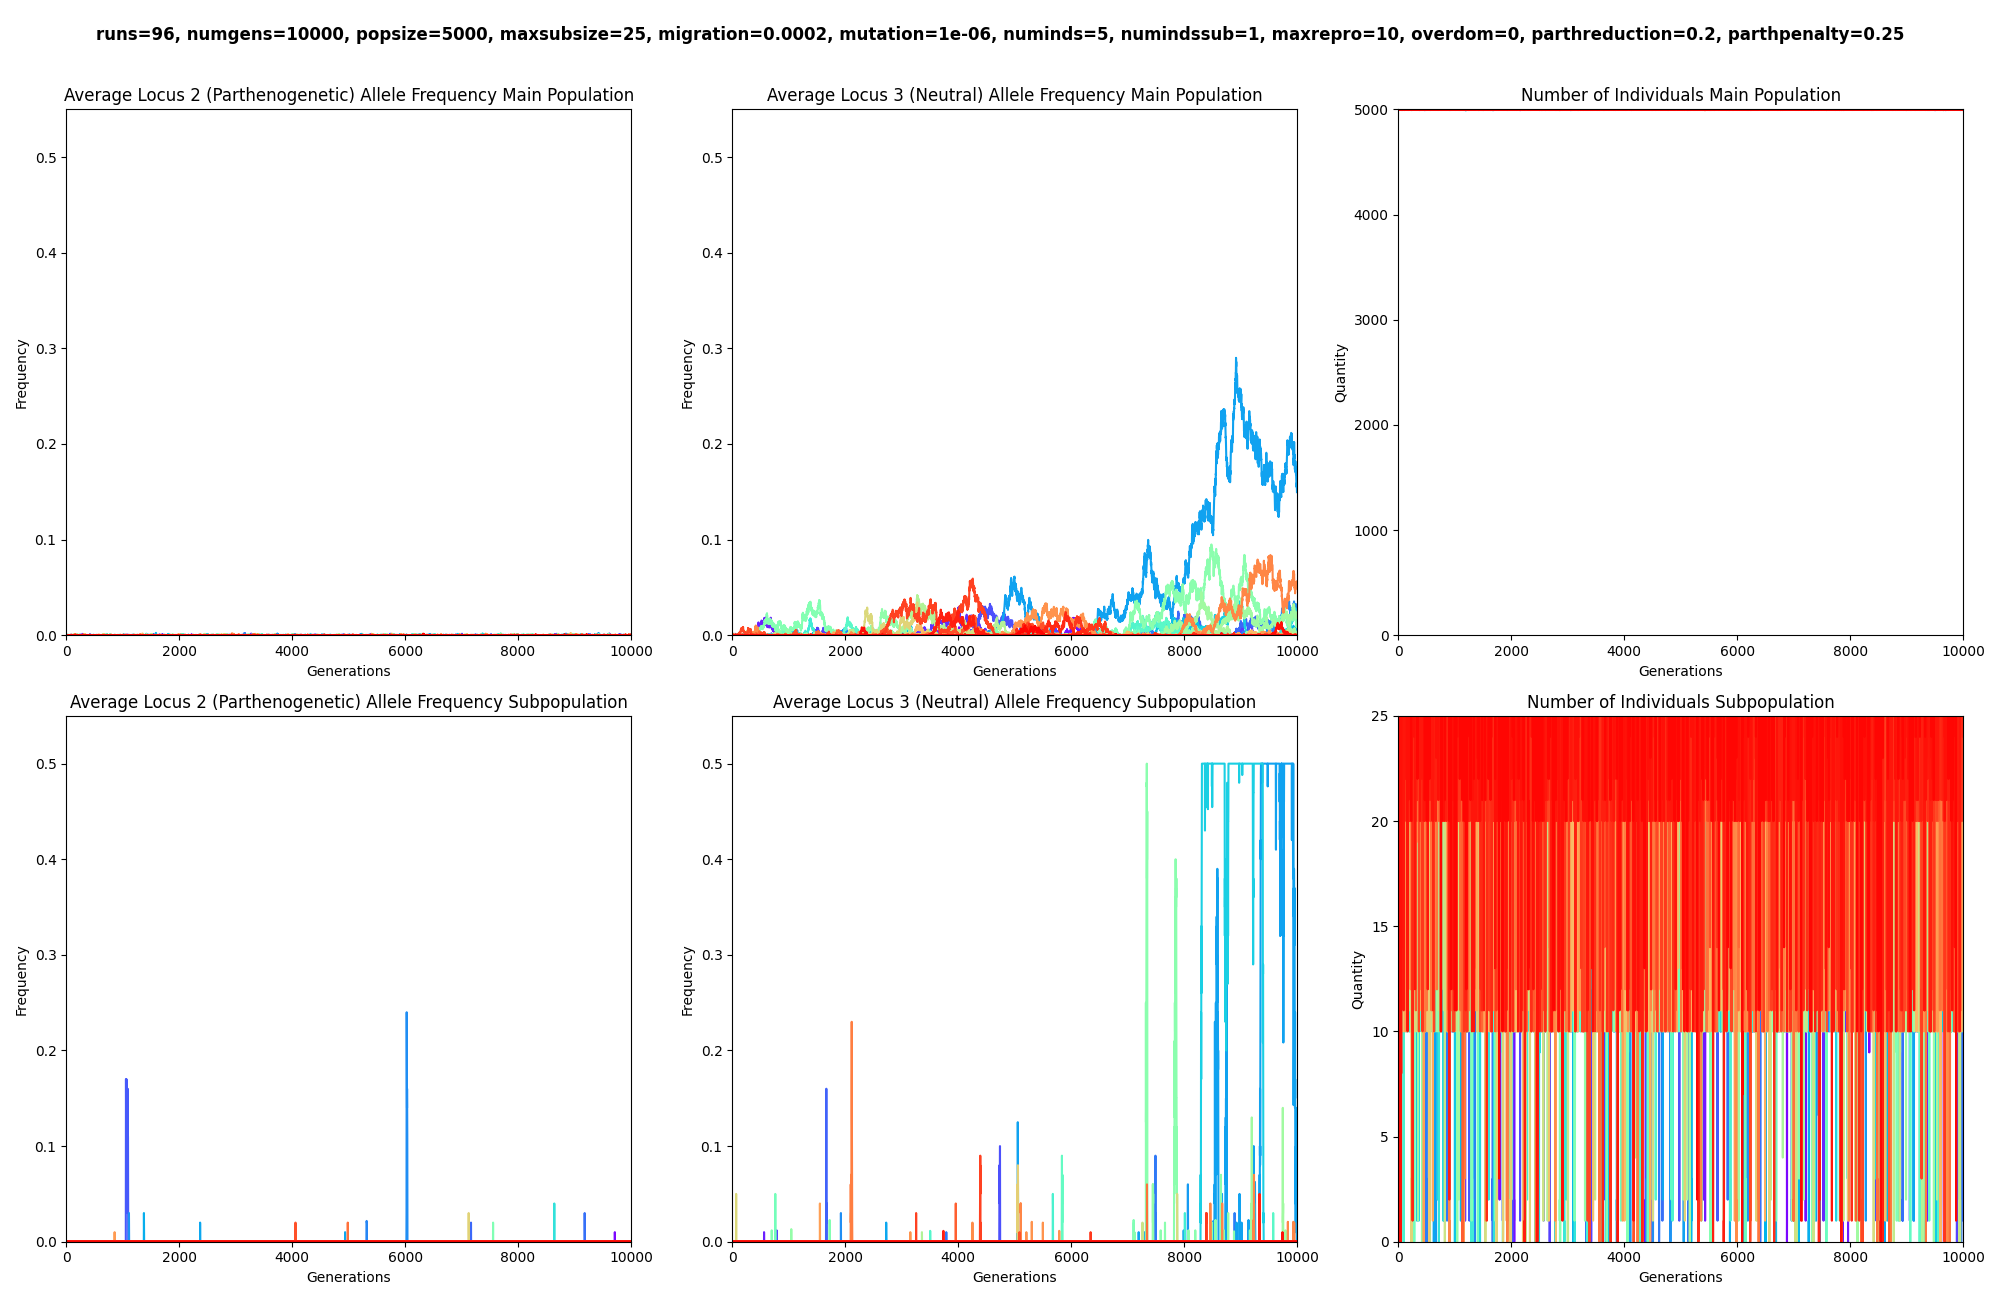 runs=96, numgens=10000, popsize=5000, maxsubsize=25, migration=0.0002, mutation=1e-06, numinds=5, numindssub=1, maxrepro=10, overdom=0, parthreduction=0.2, parthpenalty=0.25
Average Locus 2 (Parthenogenetic) Allele Frequency Main Population
0.5
0.4
0.3
0.2
0.1
0.0
Frequency
0 2000 4000 6000 8000 10000
Generations
Average Locus 3 (Neutral) Allele Frequency Main Population
0.5
0.4
0.3
0.2
0.1
0.0
Frequency
0 2000 4000 6000 8000 10000
Generations
Number of Individuals Main Population
5000
4000
3000
2000
1000
0
Quantity
0 2000 4000 6000 8000 10000
Generations
Average Locus 2 (Parthenogenetic) Allele Frequency Subpopulation
0.5
0.4
0.3
0.2
0.1
0.0
Frequency
0 2000 4000 6000 8000 10000
Generations
Average Locus 3 (Neutral) Allele Frequency Subpopulation
0.5
0.4
0.3
0.2
0.1
0.0
Frequency
0 2000 4000 6000 8000 10000
Generations
Number of Individuals Subpopulation
25
20
15
10
5
0
Quantity
0 2000 4000 6000 8000 10000
Generations